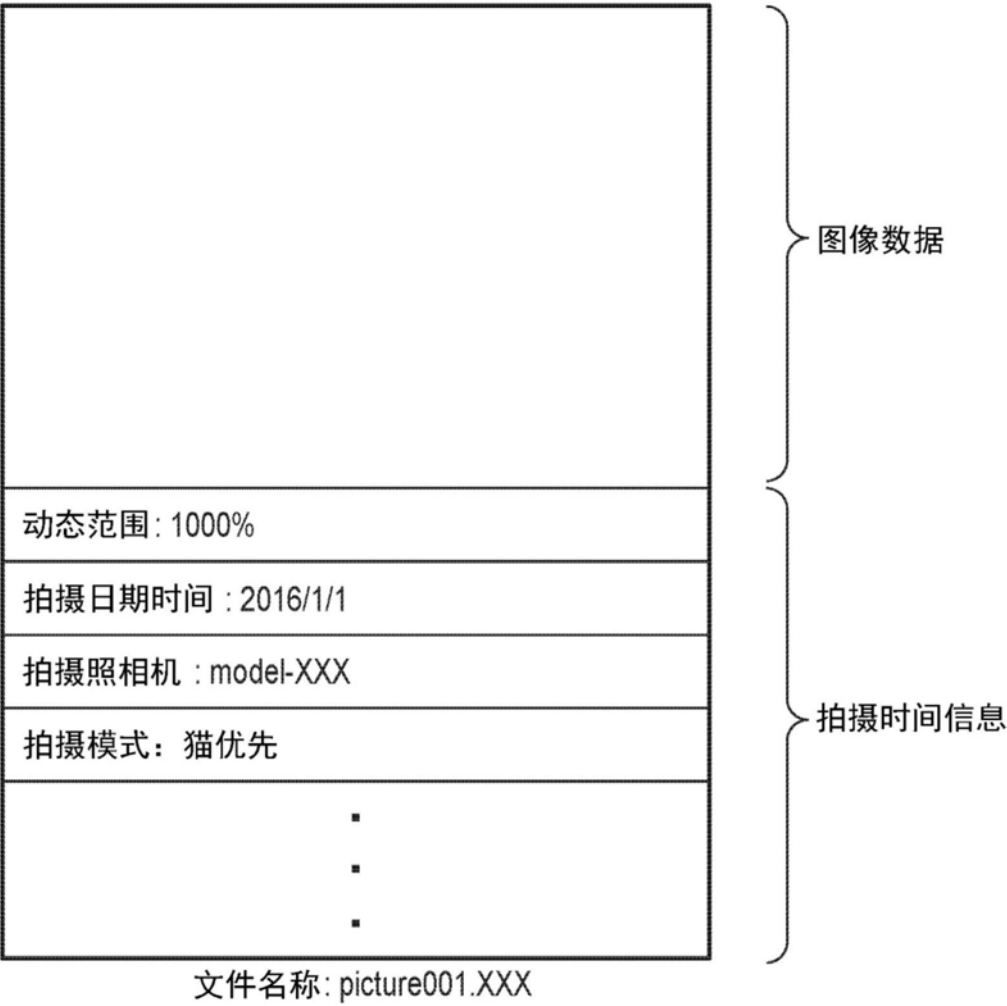 图像数据
动态范围: 1000%
拍摄日期时间 : 2016/1/1
拍摄照相机 : model-XXX
拍摄模式：猫优先
拍摄时间信息
文件名称: picture001.XXX